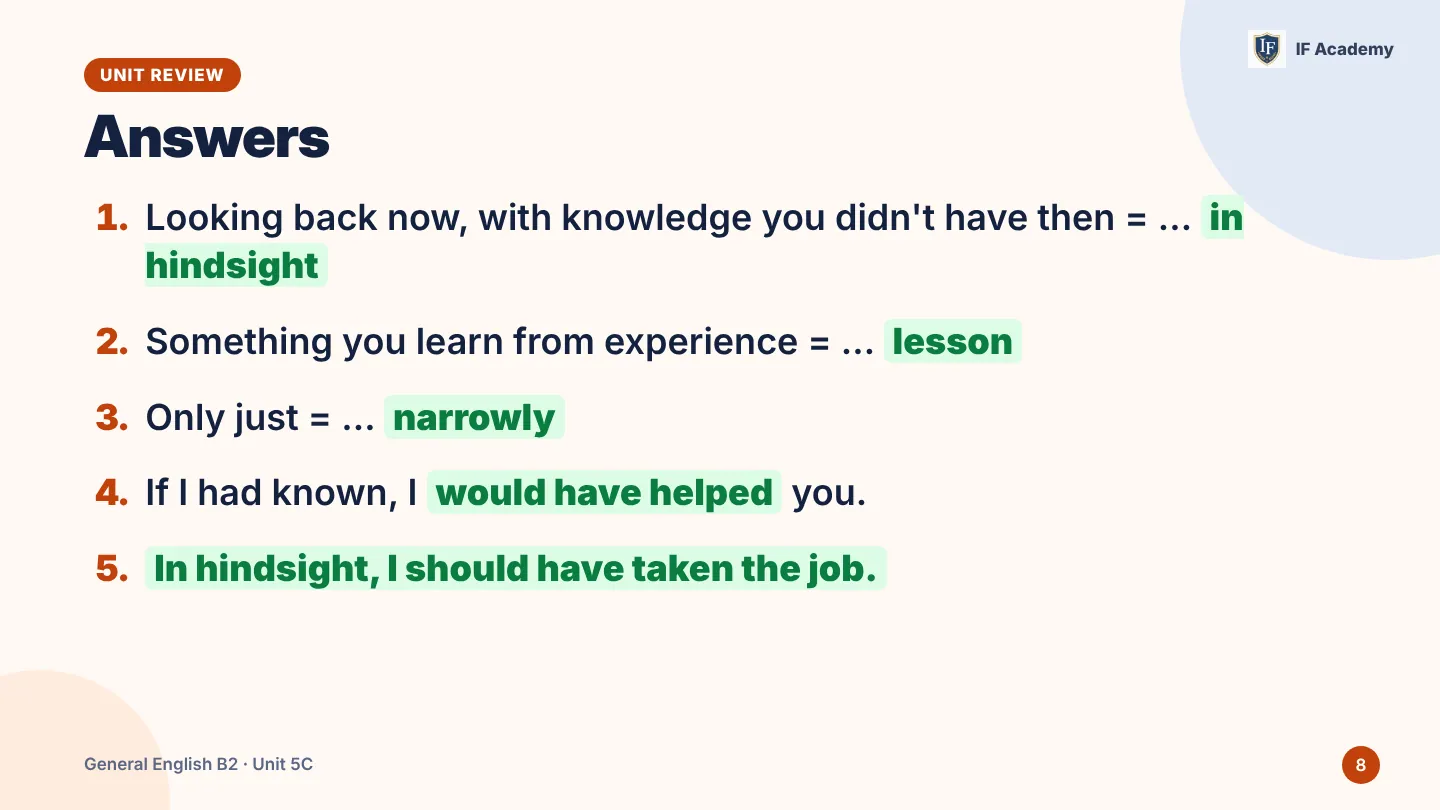 IF IF Academy
UNIT REVIEW
Answers
1. Looking back now, with knowledge you didn't have then = ... in
hindsight
2. Something you learn from experience = ... lesson
3. Only just = ... narrowly
4. If I had known, I would have helped you.
5. In hindsight, I should have taken the job.
General English B2 · Unit 5C
8